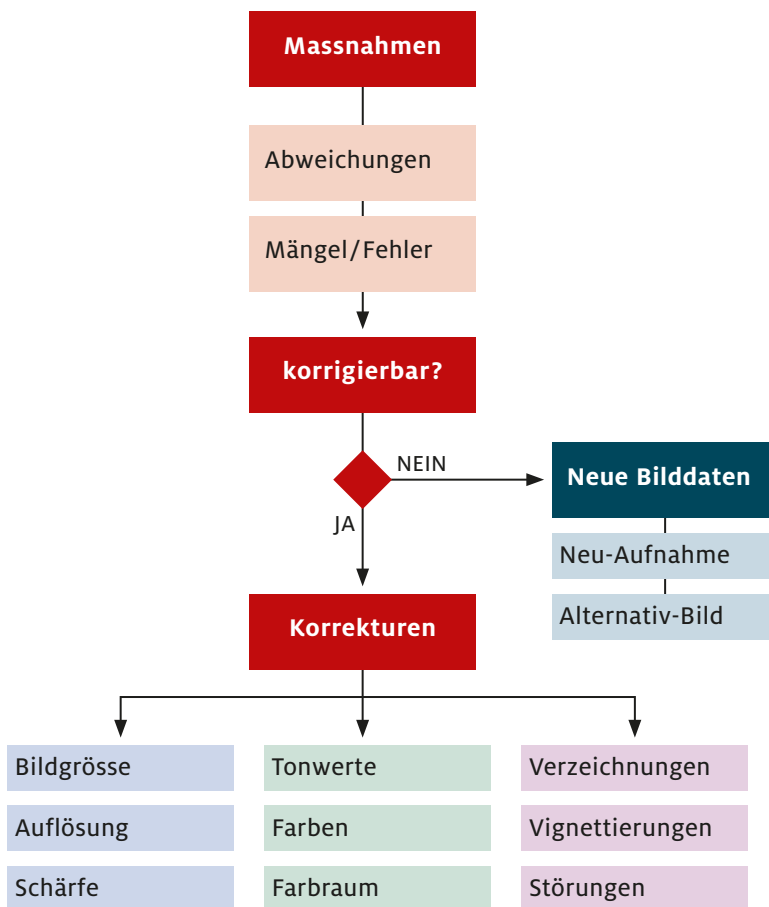 Massnahmen
Abweichungen
Mängel/Fehler
korrigierbar?
NEIN
Neue Bilddaten
JA
Neu-Aufnahme
Alternativ-Bild
Korrekturen
Bildgrösse
Tonwerte
Verzeichnungen
Auflösung
Farben
Vignettierungen
Schärfe
Farbraum
Störungen